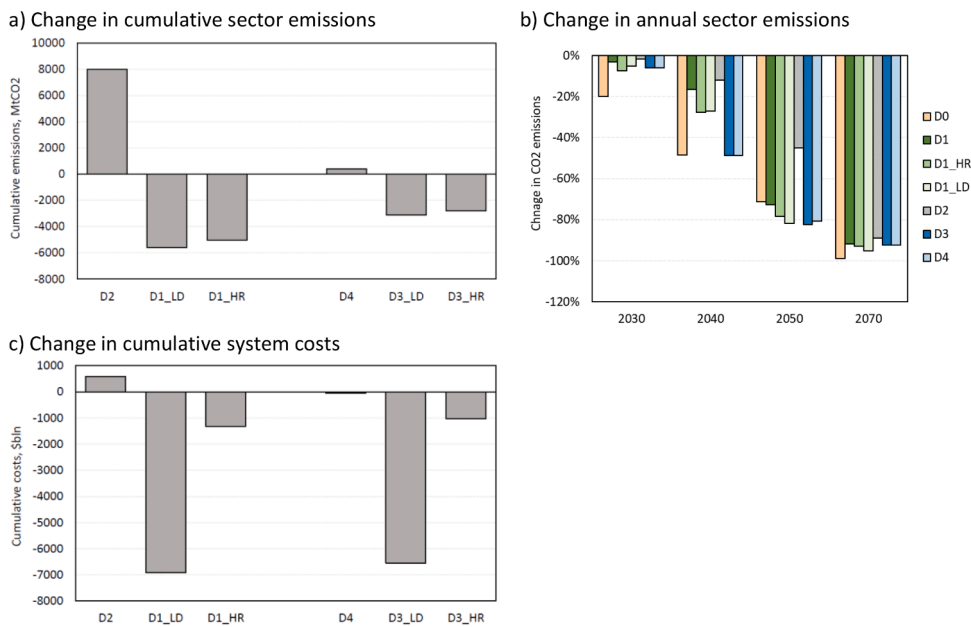 a) Change in cumulative sector emissions
10000
8000
6000
4000
2000
0
-2000
-4000
-6000
-8000
Cumulative emissions, MtCO2
D2 D1_LD D1_HR D4 D3_LD D3_HR
b) Change in annual sector emissions
0%
-20%
-40%
-60%
-80%
-100%
-120%
Chnage in CO2 emissions
2030 2040 2050 2070
D0
D1
D1_HR
D1_LD
D2
D3
D4
c) Change in cumulative system costs
1000
0
-1000
-2000
-3000
-4000
-5000
-6000
-7000
-8000
Cumulative costs, $bln
D2 D1_LD D1_HR D4 D3_LD D3_HR